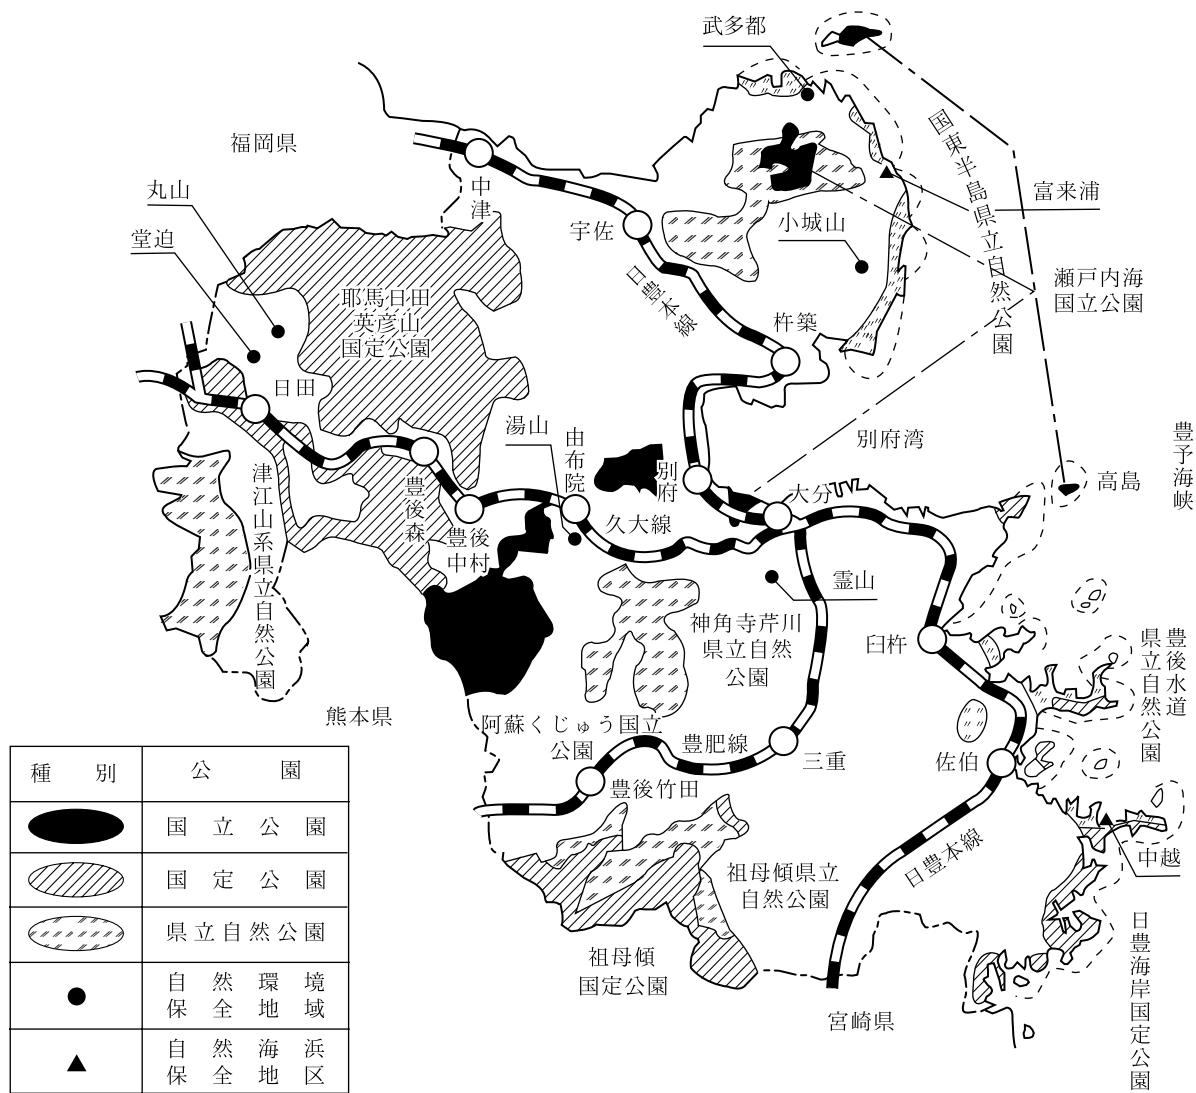 武多都
福岡県
丸山
堂迫
中津
宇佐
小城山
国東半島県立自然公園
富来浦
瀬戸内海
国立公園
耶馬日田
英彦山
国定公園
日豊本線
杵築
日田
湯山
由布院
別府
別府湾
豊予海峡
高島
大分
津江山系県立自然公園
豊後森
豊後
中村
久大線
霊山
神角寺芹川
県立自然
公園
臼杵
豊後水道
県立自然公園
熊本県
阿蘇くじゅう国立
公園
豊肥線
三重
佐伯
豊後竹田
日豊本線
中越
祖母傾県立
自然公園
祖母傾
国定公園
日豊海岸国定公園
宮崎県
種別 公園
国立公園
国定公園
県立自然公園
自然環境
保全地域
自然海浜
保全地区